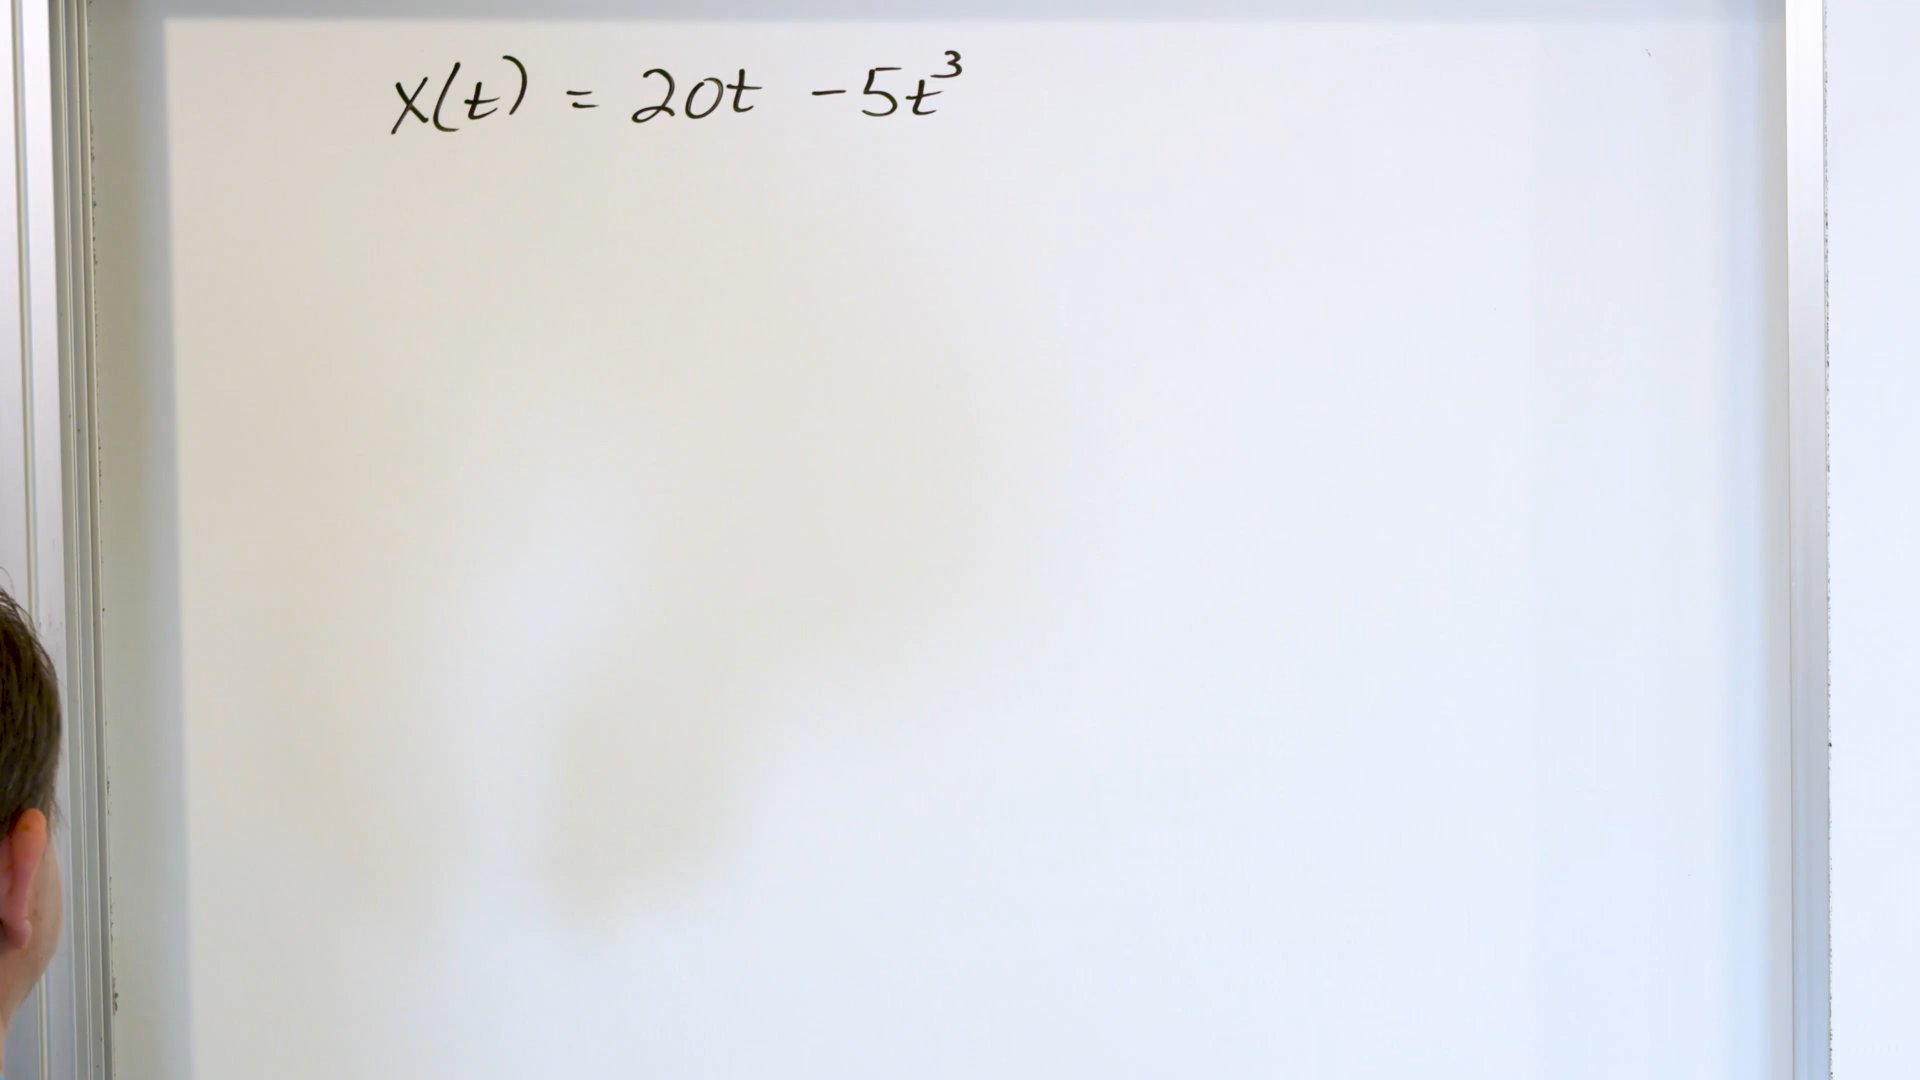 x(t) = 20t - 5t³